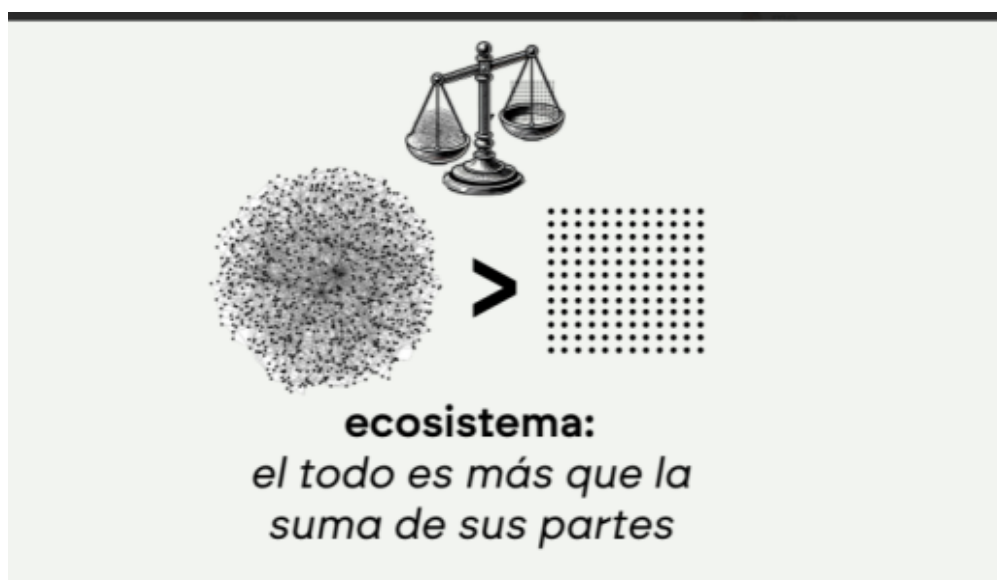 >
ecosistema:
el todo es más que la
suma de sus partes